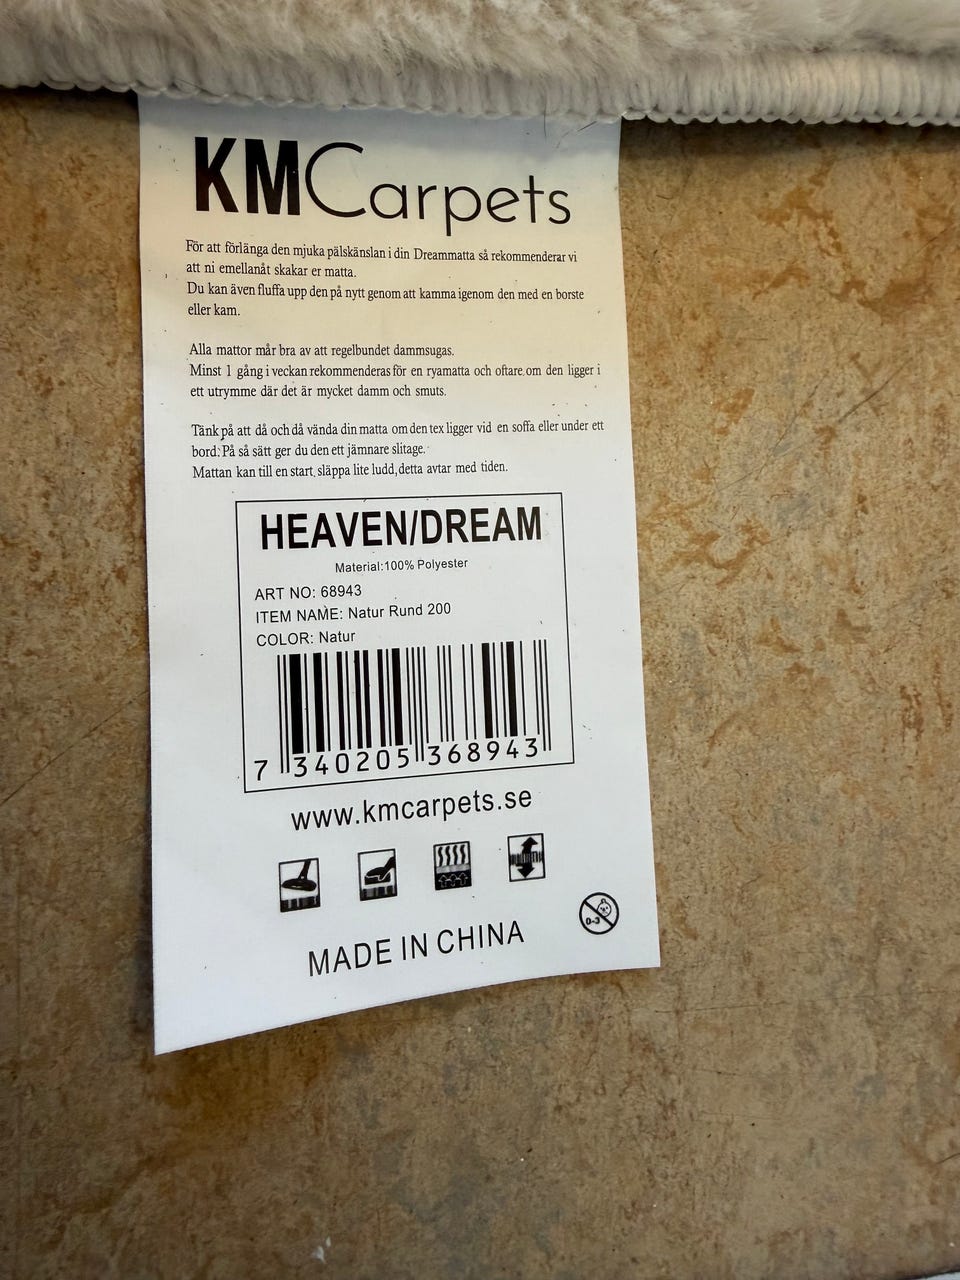 KMCarpets
För att förlänga den mjuka pälskänslan i din Dreammatta så rekommenderar vi
att ni emellanåt skakar er matta.
Du kan även fluffa upp den på nytt genom att kamma igenom den med en borste
eller kam.
Alla mattor mår bra av att regelbundet dammsugas.
Minst 1 gång i veckan rekommenderas för en ryamatta och oftare om den ligger i
ett utrymme där det är mycket damm och smuts.
Tänk på att då och då vända din matta om den tex ligger vid en soffa eller under ett
bord: På så sätt ger du den ett jämnare slitage.
Mattan kan till en start släppa lite ludd, detta avtar med tiden.
HEAVEN/DREAM
Material:100% Polyester
ART NO: 68943
ITEM NAME: Natur Rund 200
COLOR: Natur
7 340205 368943
www.kmcarpets.se
0-3
MADE IN CHINA